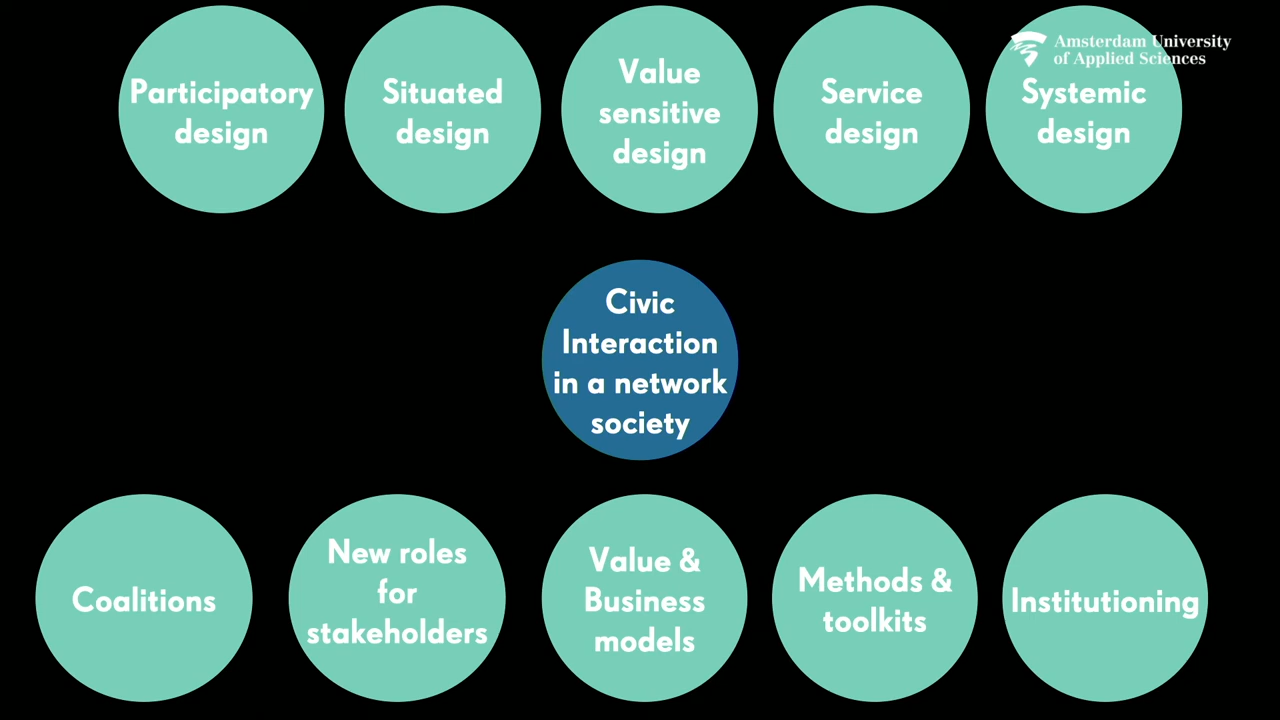 Participatory
design
Situated
design
Value
sensitive
design
Service
design
Amsterdam University
of Applied Sciences
Systemic
design
Civic
Interaction
in a network
society
Coalitions
New roles
for
stakeholders
Value &
Business
models
Methods &
toolkits
Institutioning